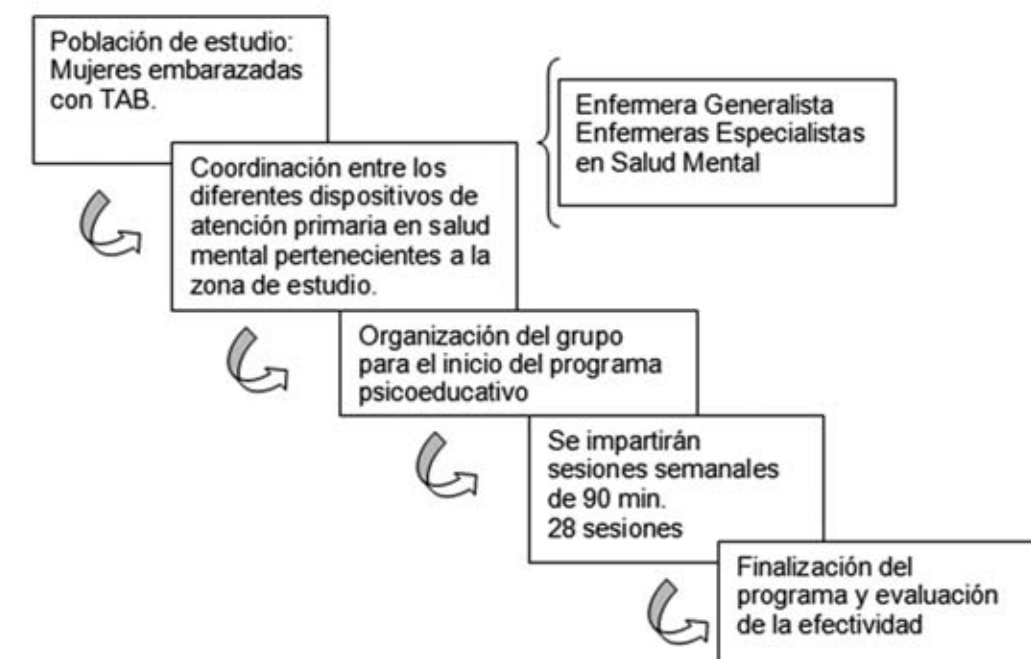 Población de estudio:
Mujeres embarazadas
con TAB.
Enfermera Generalista
Enfermeras Especialistas
en Salud Mental
Coordinación entre los
diferentes dispositivos de
atención primaria en salud
mental pertenecientes a la
zona de estudio.
Organización del grupo
para el inicio del programa
psicoeducativo
Se impartirán
sesiones semanales
de 90 min.
28 sesiones
Finalización del
programa y evaluación
de la efectividad